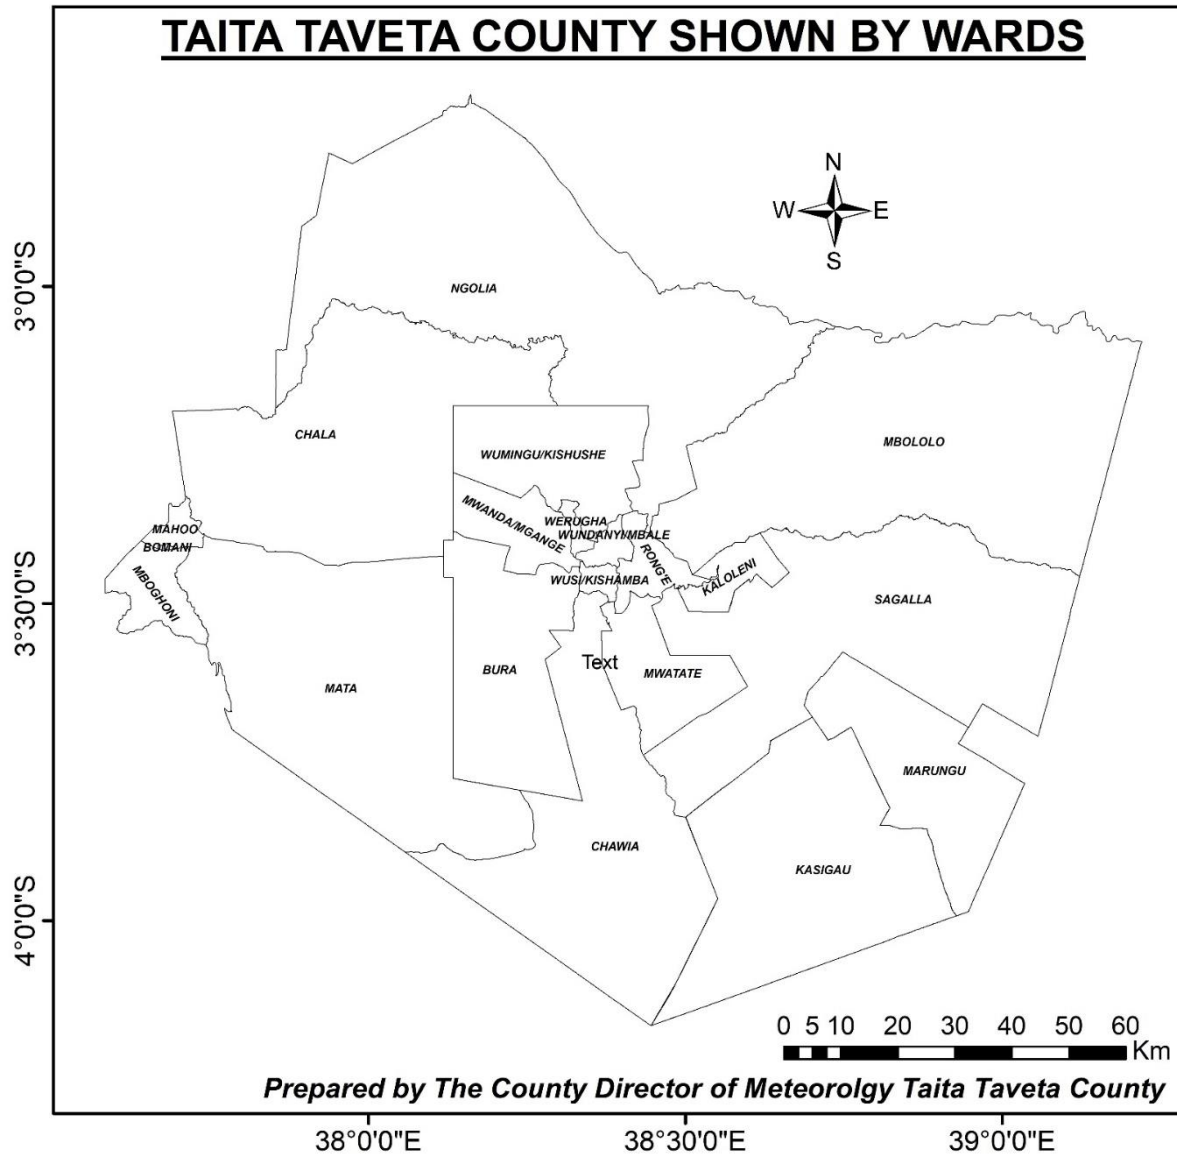 TAITA TAVETA COUNTY SHOWN BY WARDS
N
W E
S
3°0'0"S
NGOLIA
CHALA
MBOLOLO
WUMINGU/KISHUSHE
MWANDA/MGANGE
WERUGHA
WUNDANYI/MBALE
MAHOO
BOMANI
MBOGHONI
RONG'E
WUSI/KISHAMBA
KALOLENI
3°30'0"S
SAGALLA
Text
BURA
MWATATE
MATA
MARUNGU
CHAWIA
KASIGAU
4°0'0"S
0 5 10 20 30 40 50 60
Km
Prepared by The County Director of Meteorolgy Taita Taveta County
38°0'0"E 38°30'0"E 39°0'0"E